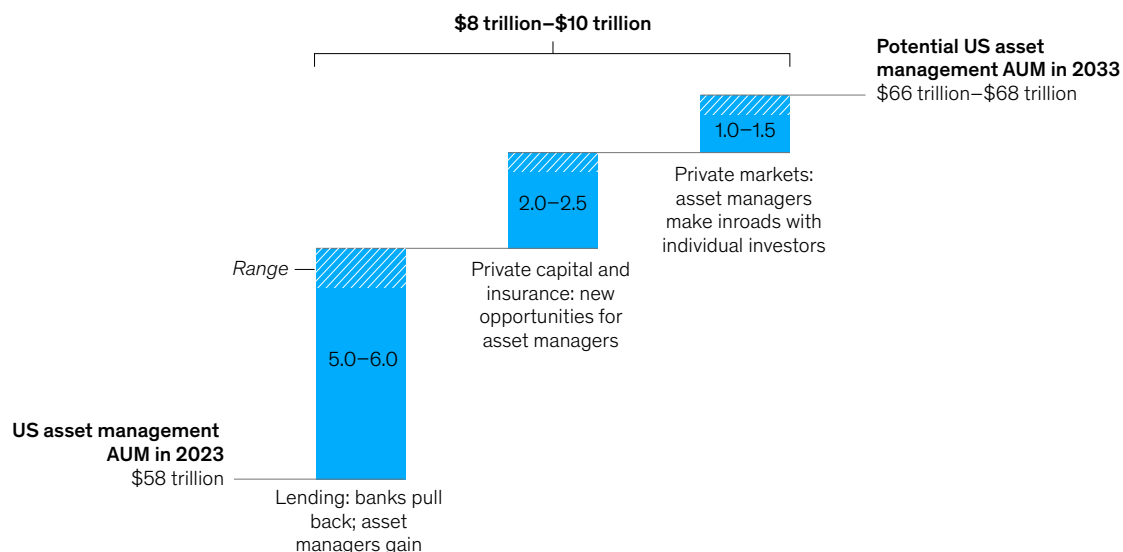 $8 trillion–$10 trillion
Potential US asset
management AUM in 2033
$66 trillion–$68 trillion
1.0–1.5
Private markets:
asset managers
make inroads with
individual investors
2.0–2.5
Private capital and
insurance: new
opportunities for
asset managers
Range
5.0–6.0
US asset management
AUM in 2023
$58 trillion
Lending: banks pull
back; asset
managers gain